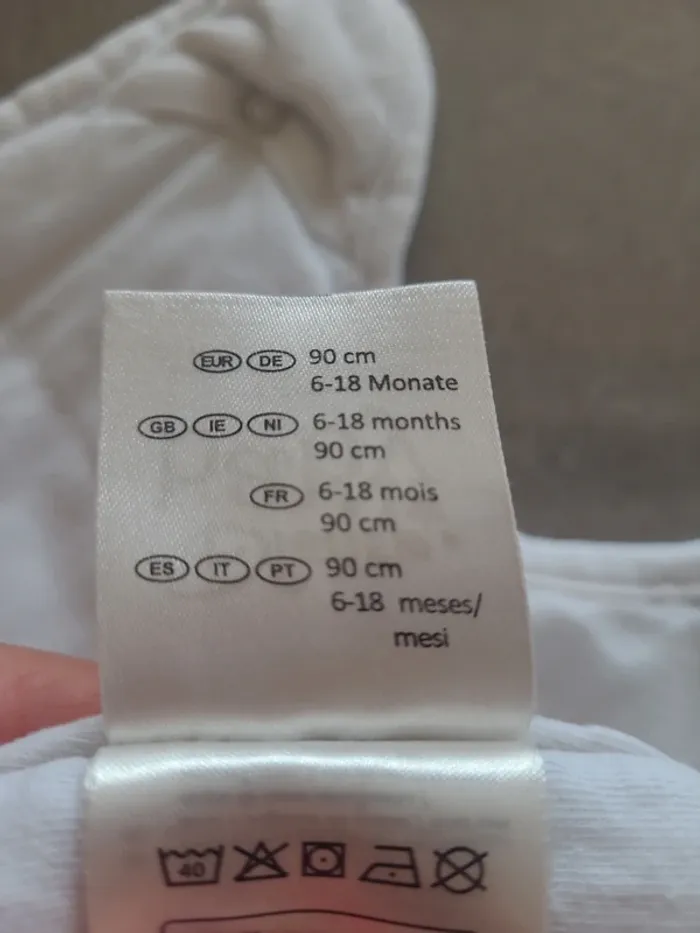 EUR DE 90 cm
6-18 Monate
GB IE NI 6-18 months
90 cm
FR 6-18 mois
90 cm
ES IT PT 90 cm
6-18 meses/
mesi
40